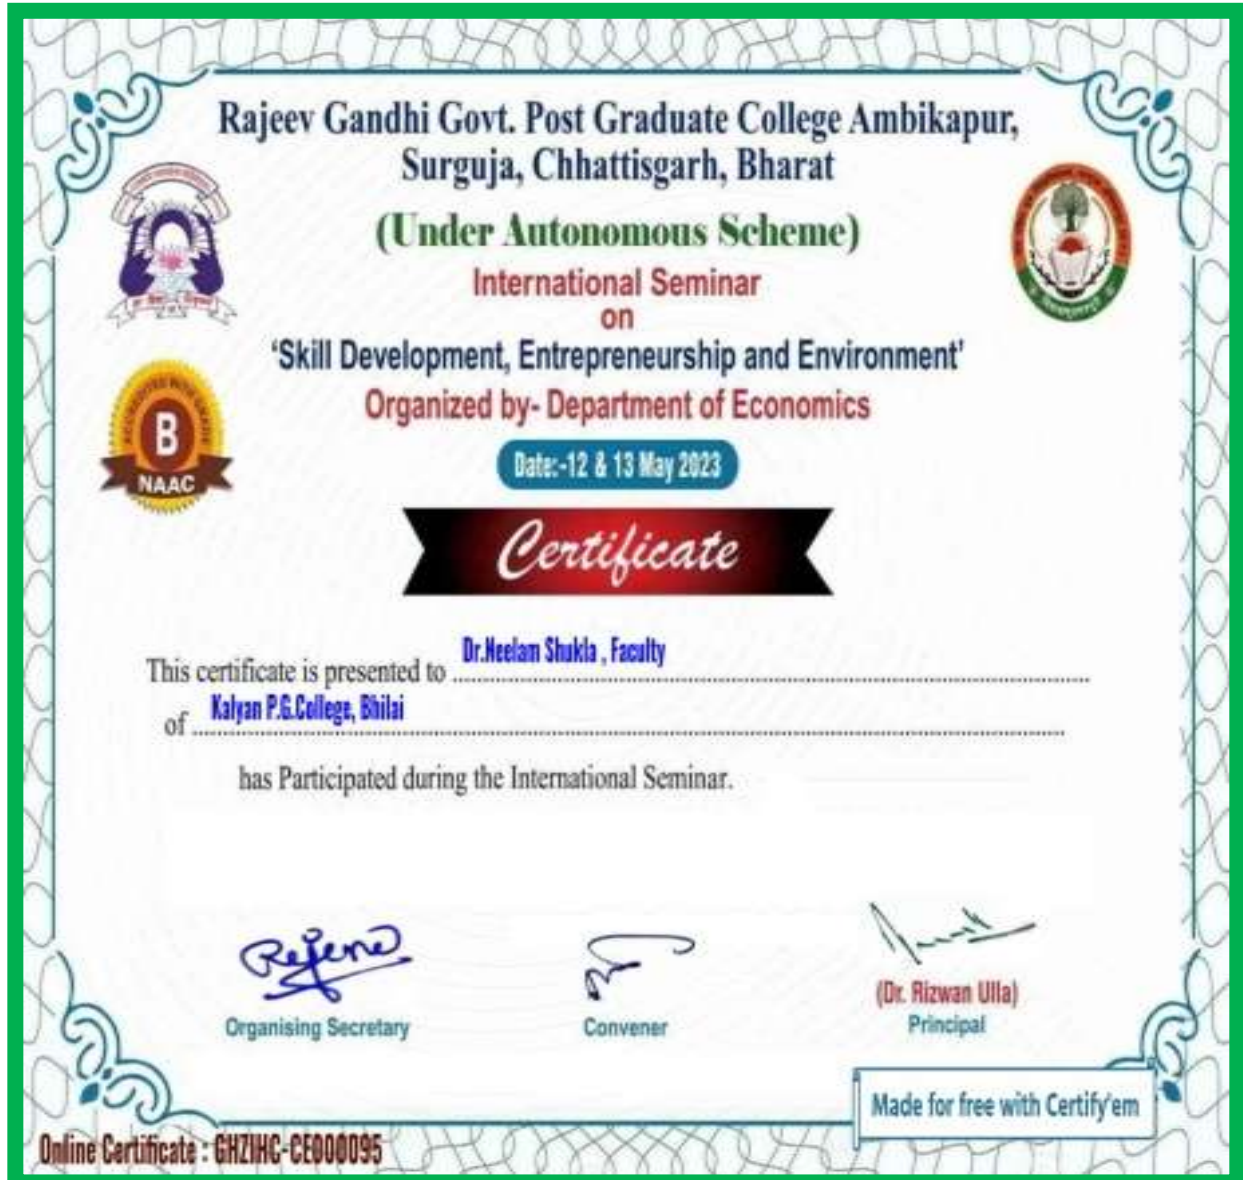 Rajeev Gandhi Govt. Post Graduate College Ambikapur,
Surguja, Chhattisgarh, Bharat
(Under Autonomous Scheme)
International Seminar
on
‘Skill Development, Entrepreneurship and Environment’
Organized by- Department of Economics
ACCREDITED WITH GRADE
B
NAAC
Date:-12 & 13 May 2023
Certificate
This certificate is presented to Dr.Neelam Shukla , Faculty
of Kalyan P.G.College, Bhilai
has Participated during the International Seminar.
Organising Secretary
Convener
(Dr. Rizwan Ulla)
Principal
Made for free with Certify'em
Online Certificate : GHZIHC-CE000095